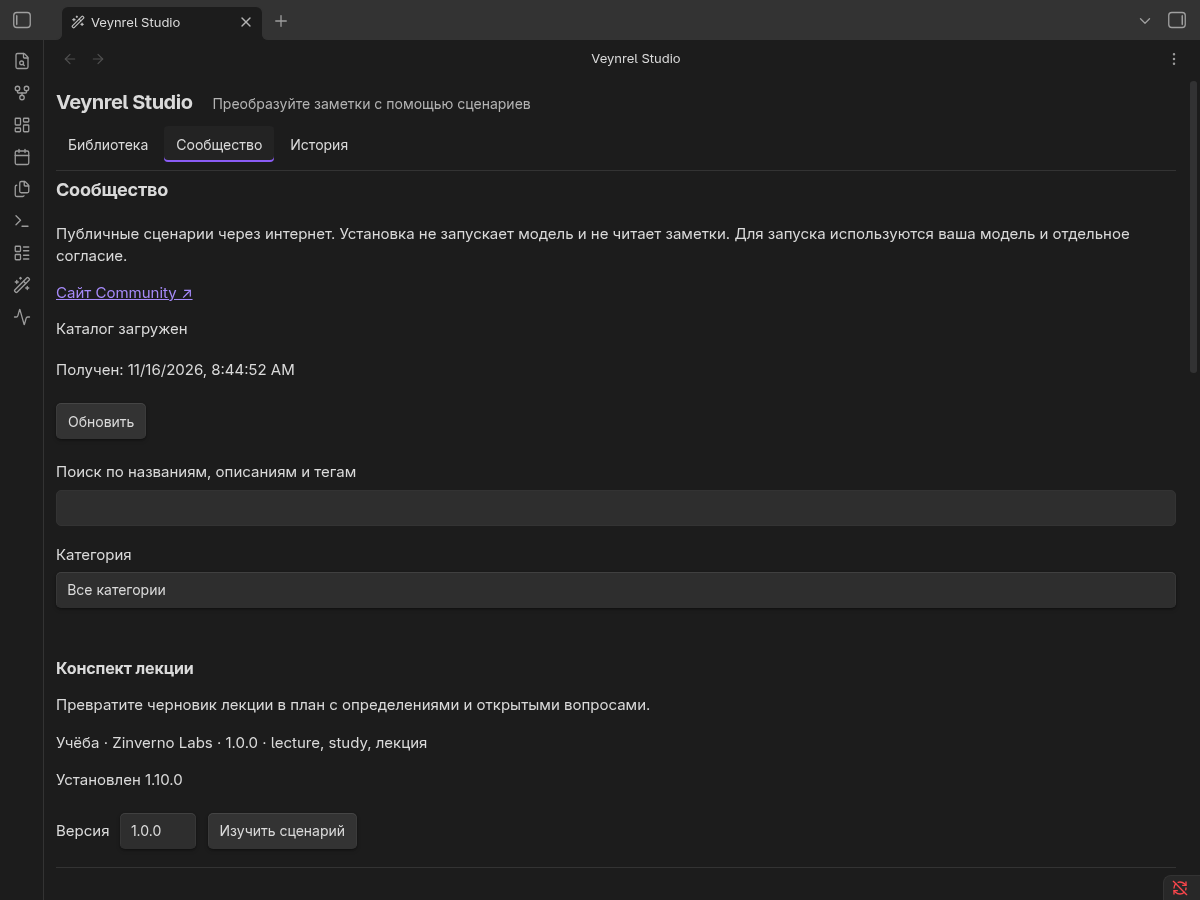 Veynrel Studio
Veynrel Studio
Veynrel Studio
Преобразуйте заметки с помощью сценариев
Библиотека
Сообщество
История
Сообщество
Публичные сценарии через интернет. Установка не запускает модель и не читает заметки. Для запуска используются ваша модель и отдельное
согласие.
Сайт Community ↗
Каталог загружен
Получен: 11/16/2026, 8:44:52 AM
Обновить
Поиск по названиям, описаниям и тегам
Категория
Все категории
Конспект лекции
Превратите черновик лекции в план с определениями и открытыми вопросами.
Учёба · Zinverno Labs · 1.0.0 · lecture, study, лекция
Установлен 1.10.0
Версия
1.0.0
Изучить сценарий